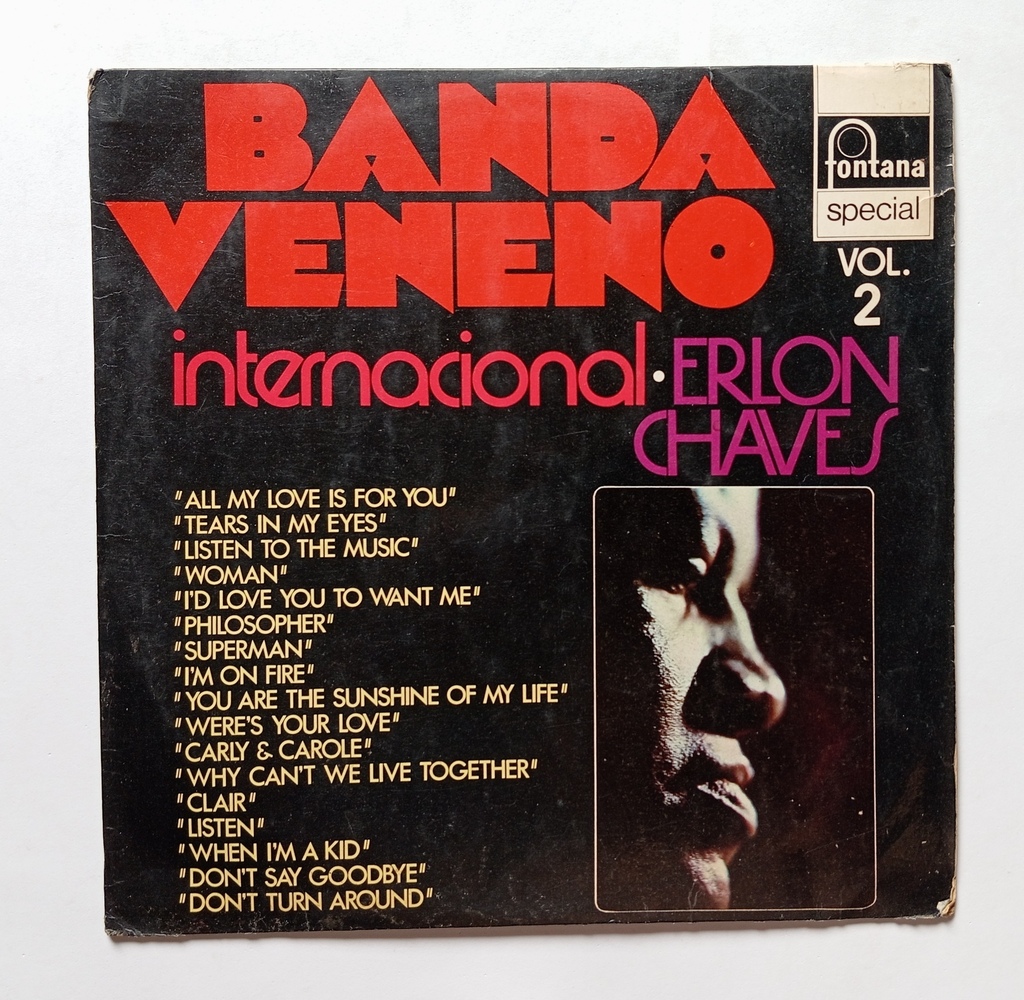 BANDA
VENENO
fontana
special
VOL.
2
internacional · ERLON
CHAVES
"ALL MY LOVE IS FOR YOU"
"TEARS IN MY EYES"
"LISTEN TO THE MUSIC"
"WOMAN"
"I'D LOVE YOU TO WANT ME"
"PHILOSOPHER"
"SUPERMAN"
"I'M ON FIRE"
"YOU ARE THE SUNSHINE OF MY LIFE"
"WERE'S YOUR LOVE"
"CARLY & CAROLE"
"WHY CAN'T WE LIVE TOGETHER"
"CLAIR"
"LISTEN"
"WHEN I'M A KID"
"DON'T SAY GOODBYE"
"DON'T TURN AROUND"